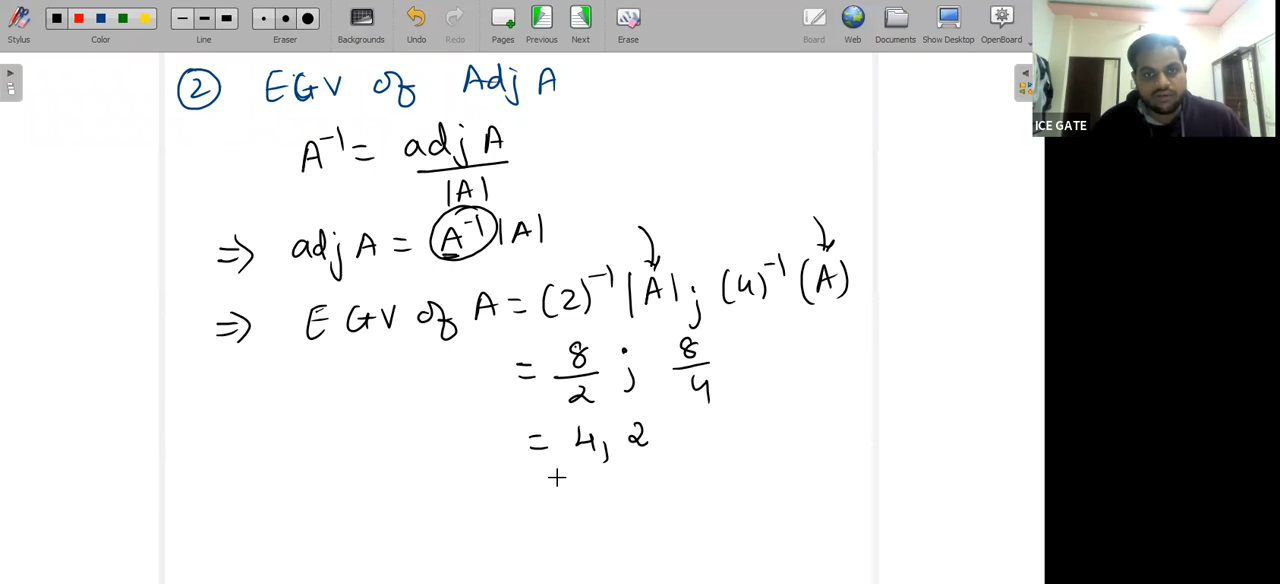 Stylus Color Line Eraser Backgrounds Undo Redo Pages Previous Next Erase Board Web Documents Show Desktop OpenBoard
ICE GATE
② EGV of Adj A
A⁻¹ = adj A / |A|
⇒ adj A = A⁻¹ |A|
⇒ EGV of A = (2)⁻¹ |A| ; (4)⁻¹ (A)
= 8/2 ; 8/4
= 4, 2